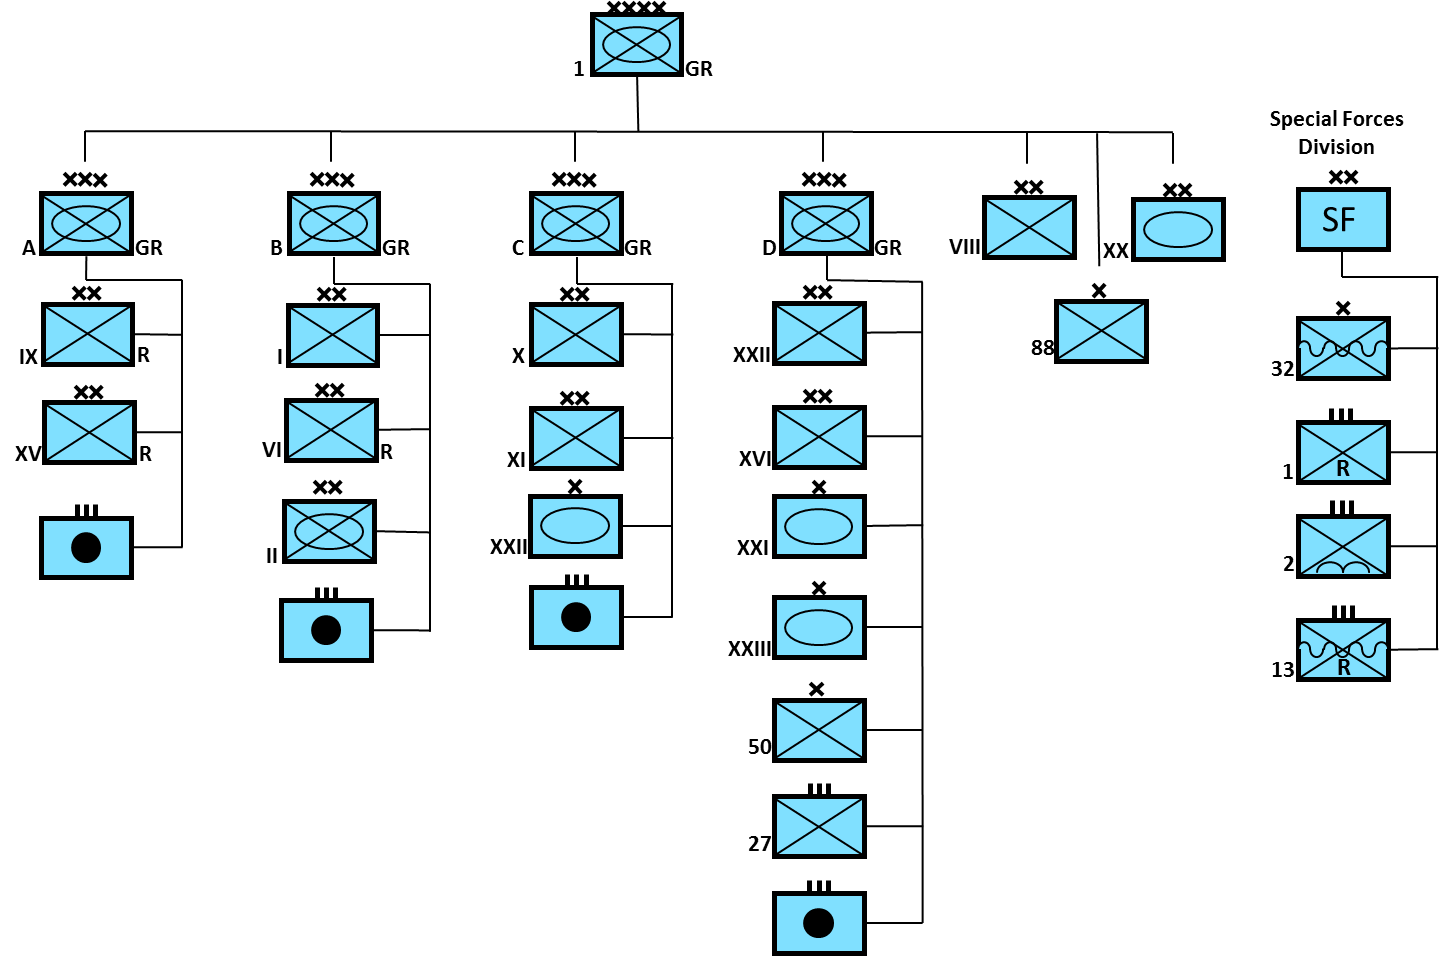 1 GR
Special Forces
Division
SF
A GR
B GR
C GR
D GR
VIII
XX
IX R
I
X
XXII
88
32
XV R
VI R
XI
XVI
1 R
II
XXII
XXI
2
XXIII
13 R
50
27